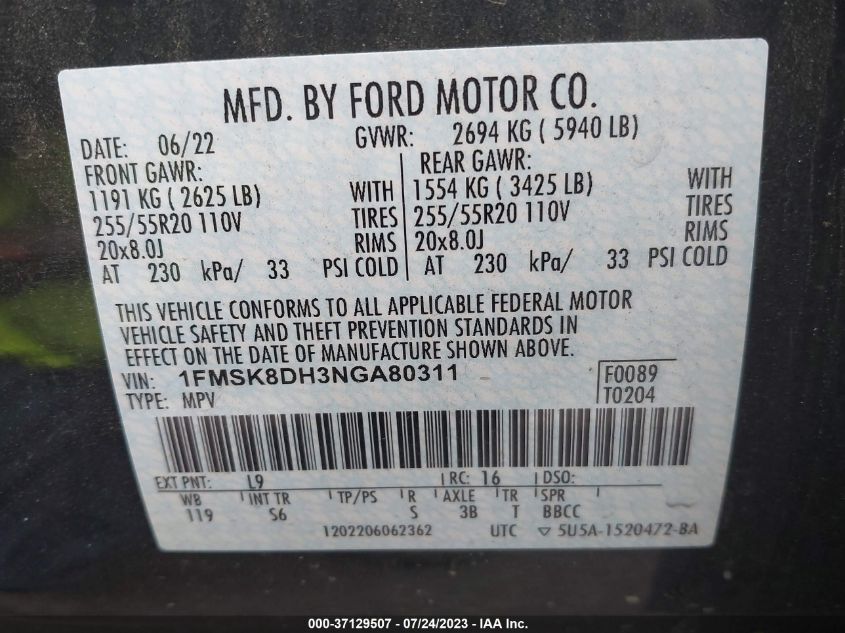 MFD. BY FORD MOTOR CO.
DATE: 06/22 GVWR: 2694 KG ( 5940 LB)
FRONT GAWR: REAR GAWR:
1191 KG ( 2625 LB) WITH 1554 KG ( 3425 LB) WITH
255/55R20 110V TIRES 255/55R20 110V TIRES
20x8.0J RIMS 20x8.0J RIMS
AT 230 kPa/ 33 PSI COLD AT 230 kPa/ 33 PSI COLD
THIS VEHICLE CONFORMS TO ALL APPLICABLE FEDERAL MOTOR
VEHICLE SAFETY AND THEFT PREVENTION STANDARDS IN
EFFECT ON THE DATE OF MANUFACTURE SHOWN ABOVE.
VIN: 1FMSK8DH3NGA80311 F0089
TYPE: MPV T0204
EXT PNT: L9 RC: 16 DSO:
WB INT TR TP/PS R AXLE TR SPR
119 S6 S 3B T BBCC
1202206062362 UTC ▽ 5U5A-1520472-BA
000-37129507 / 07/24/2023 - IAA Inc.